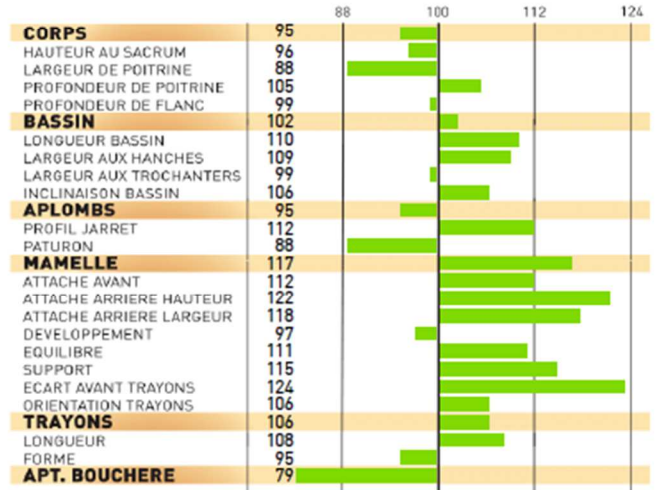 88 100 112 124
CORPS 95
HAUTEUR AU SACRUM 96
LARGEUR DE POITRINE 88
PROFONDEUR DE POITRINE 105
PROFONDEUR DE FLANC 99
BASSIN 102
LONGUEUR BASSIN 110
LARGEUR AUX HANCHES 109
LARGEUR AUX TROCHANTERS 99
INCLINAISON BASSIN 106
APLOMBS 95
PROFIL JARRET 112
PATURON 88
MAMELLE 117
ATTACHE AVANT 112
ATTACHE ARRIERE HAUTEUR 122
ATTACHE ARRIERE LARGEUR 118
DEVELOPPEMENT 97
EQUILIBRE 111
SUPPORT 115
ECART AVANT TRAYONS 124
ORIENTATION TRAYONS 106
TRAYONS 106
LONGUEUR 108
FORME 95
APT. BOUCHERE 79